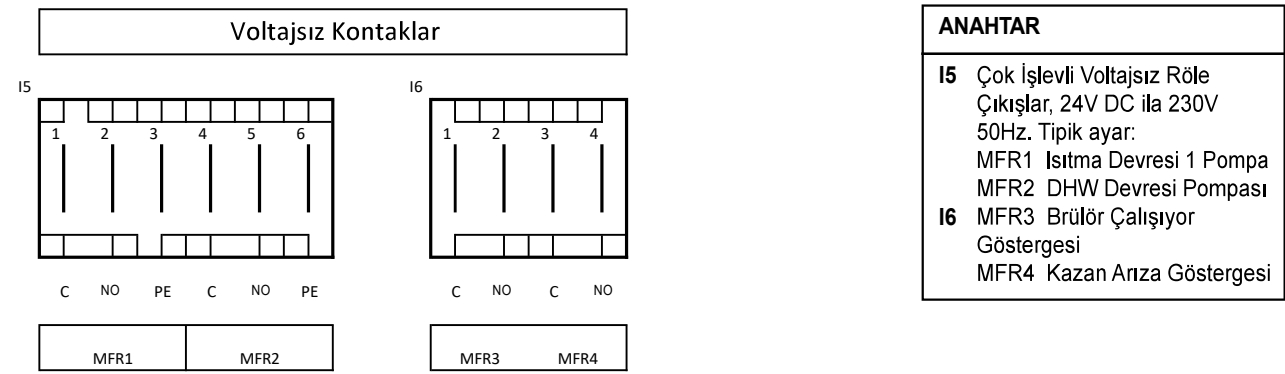 Voltajsız Kontaklar
I5
1 2 3 4 5 6
C NO PE C NO PE
MFR1 MFR2
I6
1 2 3 4
C NO C NO
MFR3 MFR4
ANAHTAR
I5 Çok İşlevli Voltajsız Röle
Çıkışlar, 24V DC ila 230V
50Hz. Tipik ayar:
MFR1 Isıtma Devresi 1 Pompa
MFR2 DHW Devresi Pompası
I6 MFR3 Brülör Çalışıyor
Göstergesi
MFR4 Kazan Arıza Göstergesi